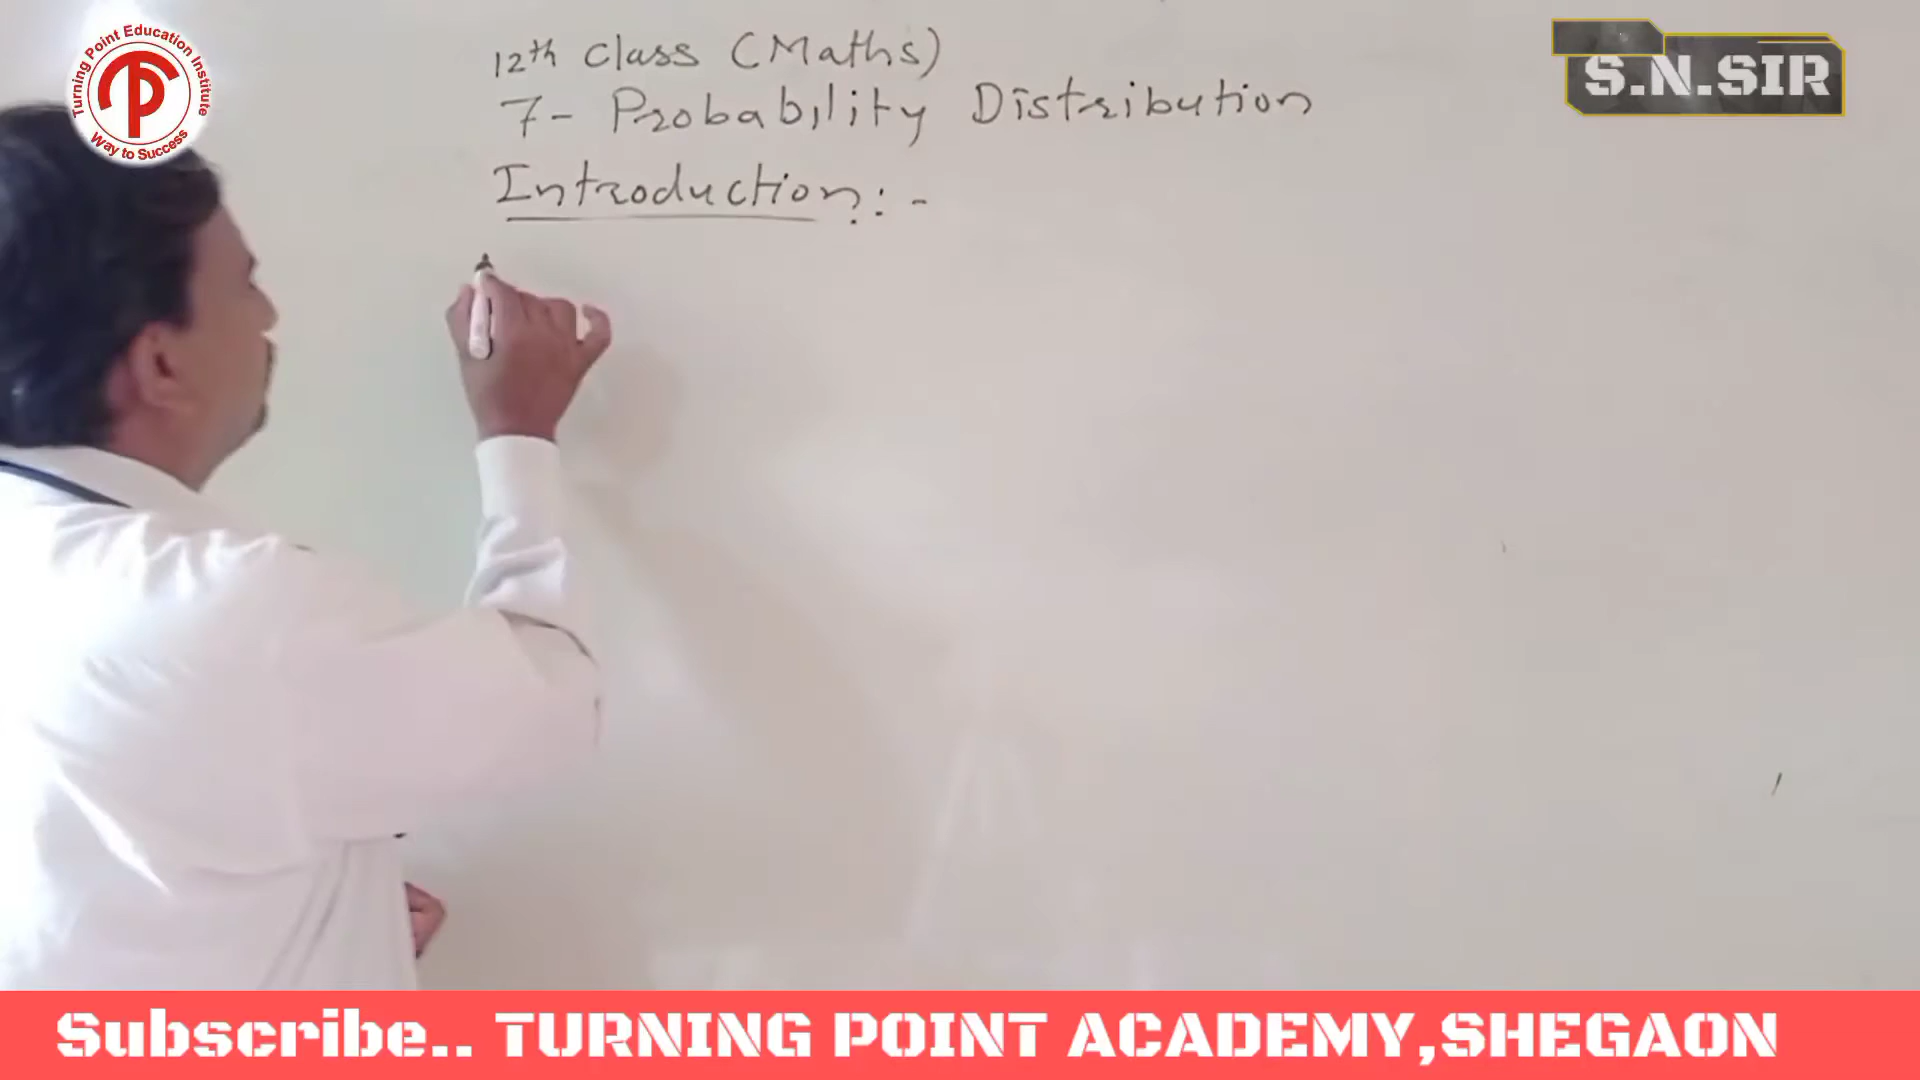 Turning Point Education Institute
Way to Success
S.N.SIR
12th Class (Maths)
7- Probability Distribution
Introduction:-
Subscribe.. TURNING POINT ACADEMY,SHEGAON